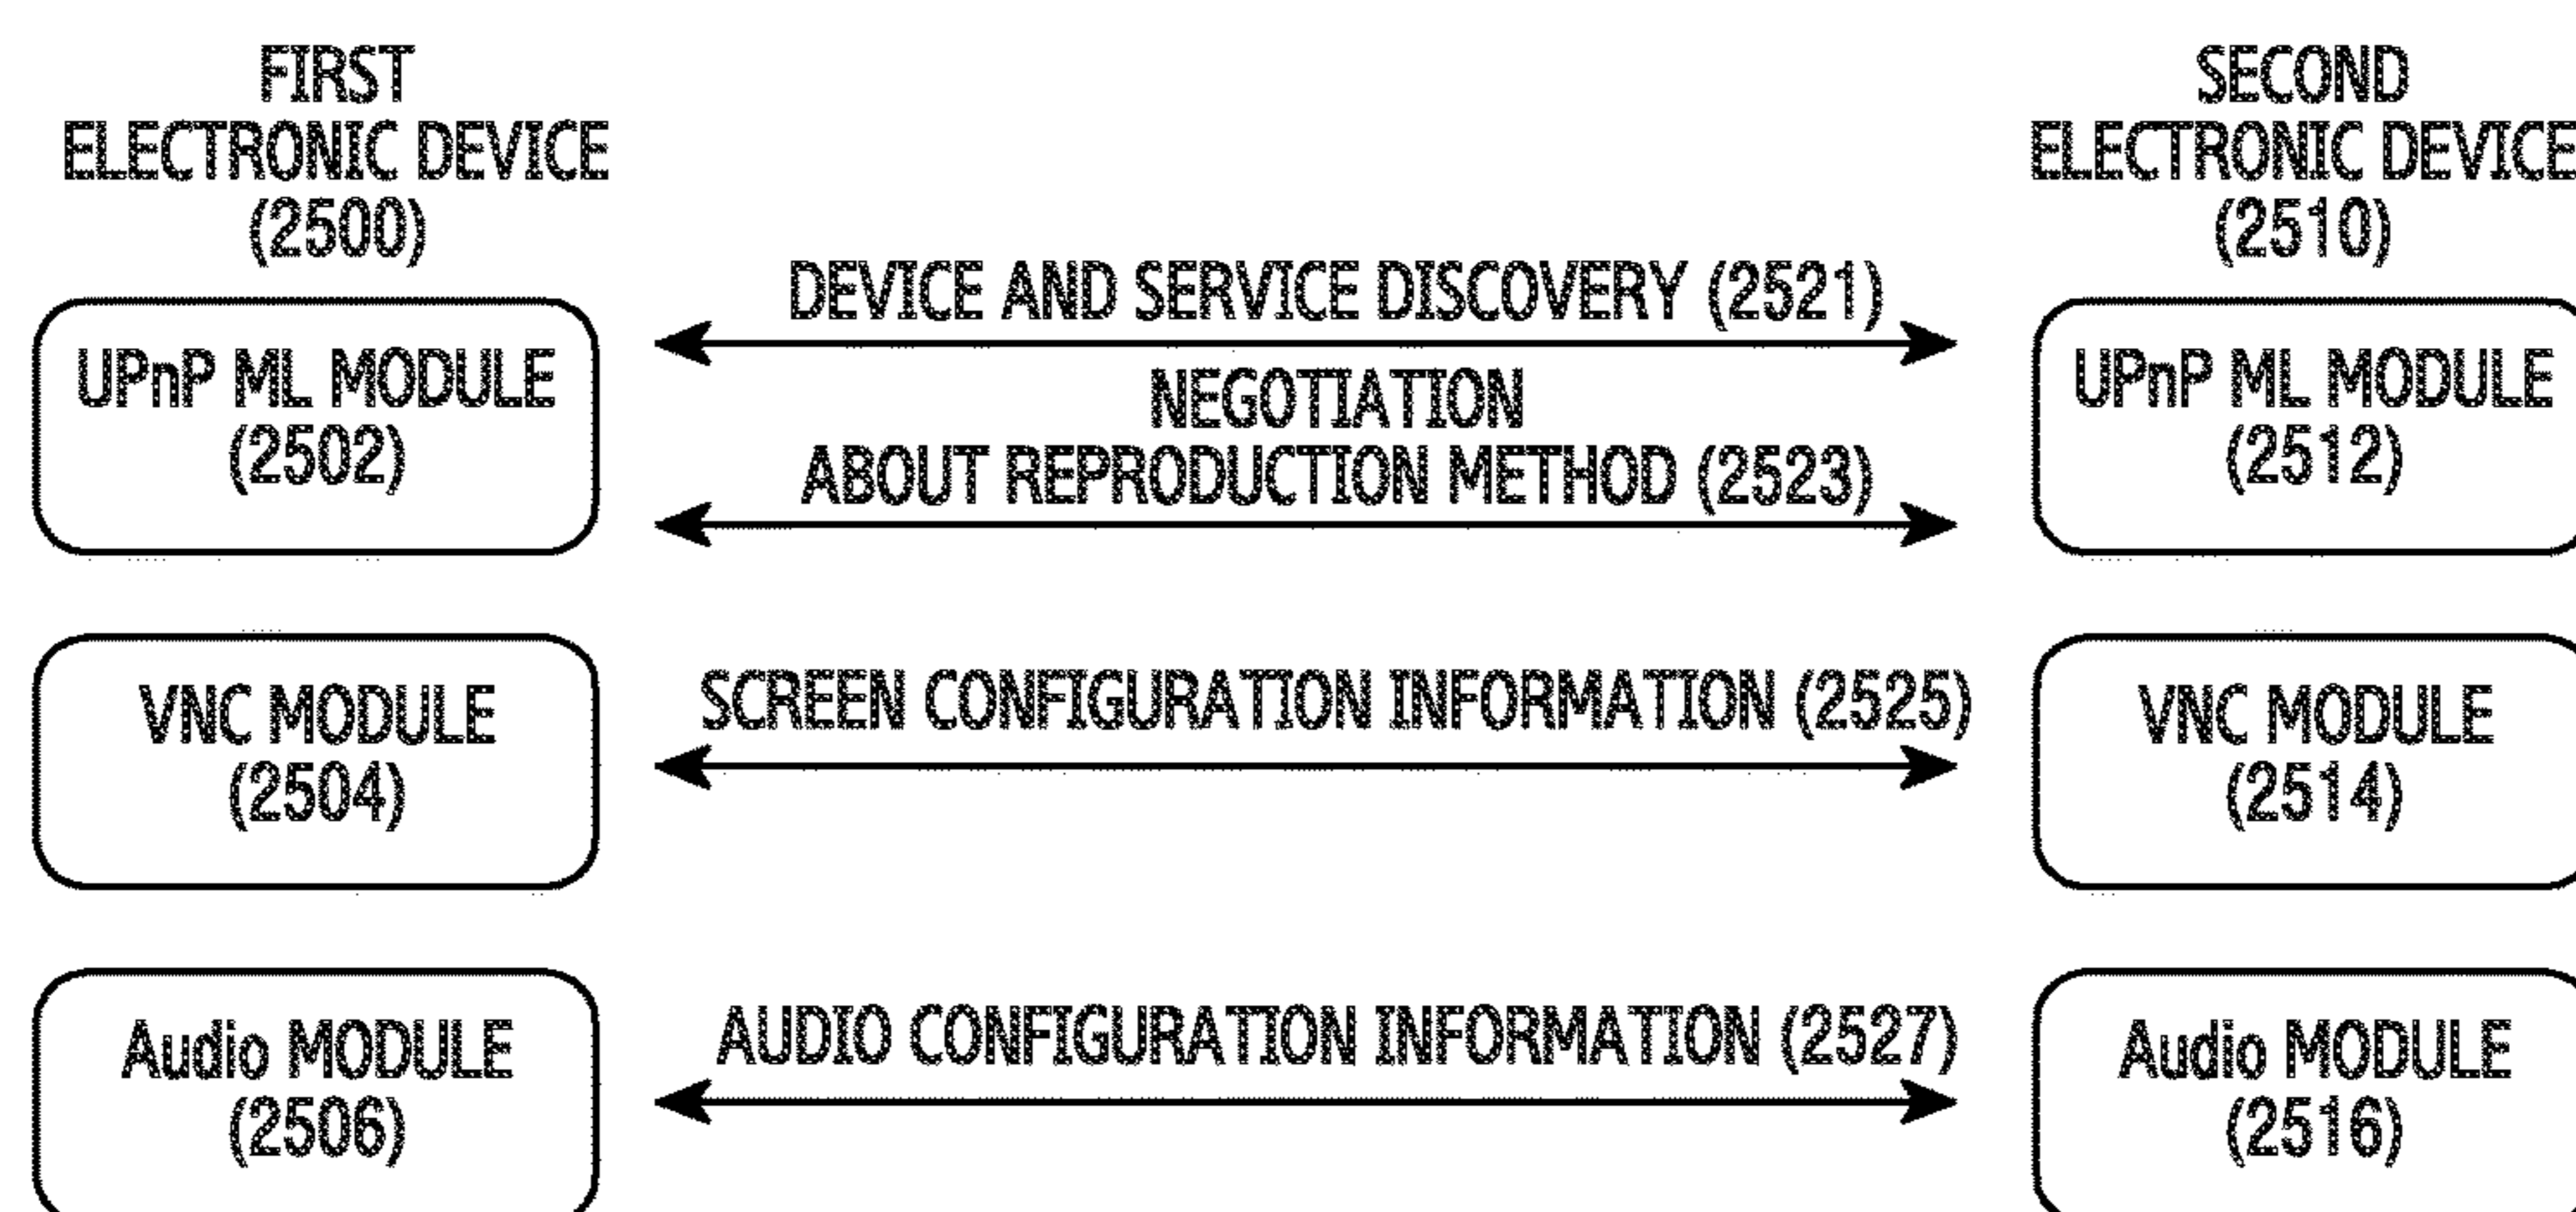 FIRST
ELECTRONIC DEVICE
(2500)
SECOND
ELECTRONIC DEVICE
(2510)
DEVICE AND SERVICE DISCOVERY (2521)
NEGOTIATION
ABOUT REPRODUCTION METHOD (2523)
UPnP ML MODULE
(2502)
UPnP ML MODULE
(2512)
VNC MODULE
(2504)
SCREEN CONFIGURATION INFORMATION (2525)
VNC MODULE
(2514)
Audio MODULE
(2506)
AUDIO CONFIGURATION INFORMATION (2527)
Audio MODULE
(2516)